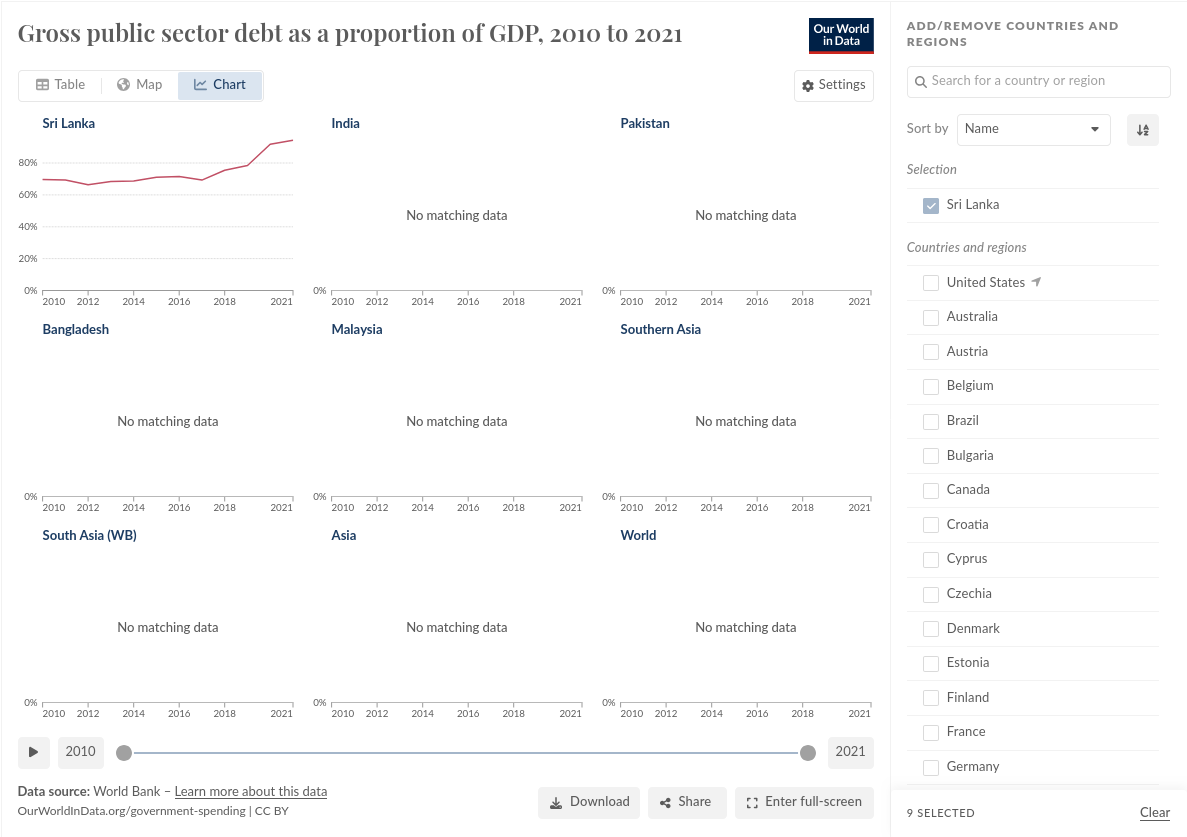 Gross public sector debt as a proportion of GDP, 2010 to 2021
Our World
in Data
Table
Map
Chart
Settings
Sri Lanka
80%
60%
40%
20%
0%
2010 2012 2014 2016 2018 2021
India
No matching data
0%
2010 2012 2014 2016 2018 2021
Pakistan
No matching data
0%
2010 2012 2014 2016 2018 2021
Bangladesh
No matching data
0%
2010 2012 2014 2016 2018 2021
Malaysia
No matching data
0%
2010 2012 2014 2016 2018 2021
Southern Asia
No matching data
0%
2010 2012 2014 2016 2018 2021
South Asia (WB)
No matching data
0%
2010 2012 2014 2016 2018 2021
Asia
No matching data
0%
2010 2012 2014 2016 2018 2021
World
No matching data
0%
2010 2012 2014 2016 2018 2021
2010
2021
Data source: World Bank – Learn more about this data
OurWorldInData.org/government-spending | CC BY
Download
Share
Enter full-screen
ADD/REMOVE COUNTRIES AND
REGIONS
Search for a country or region
Sort by
Name
Selection
Sri Lanka
Countries and regions
United States
Australia
Austria
Belgium
Brazil
Bulgaria
Canada
Croatia
Cyprus
Czechia
Denmark
Estonia
Finland
France
Germany
9 SELECTED
Clear